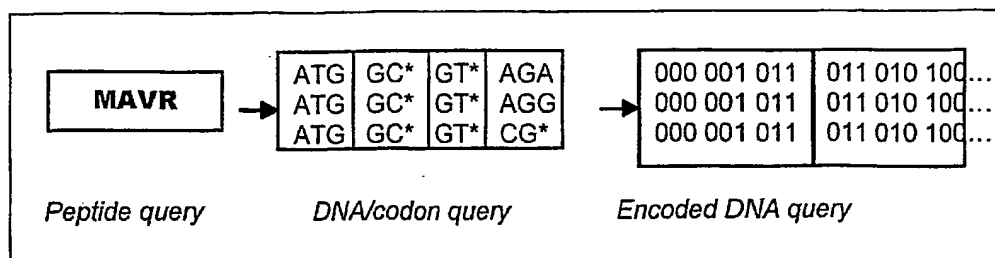 MAVR
ATG GC* GT* AGA
ATG GC* GT* AGG
ATG GC* GT* CG*
000 001 011 011 010 100...
000 001 011 011 010 100...
000 001 011 011 010 100...
Peptide query DNA/codon query Encoded DNA query